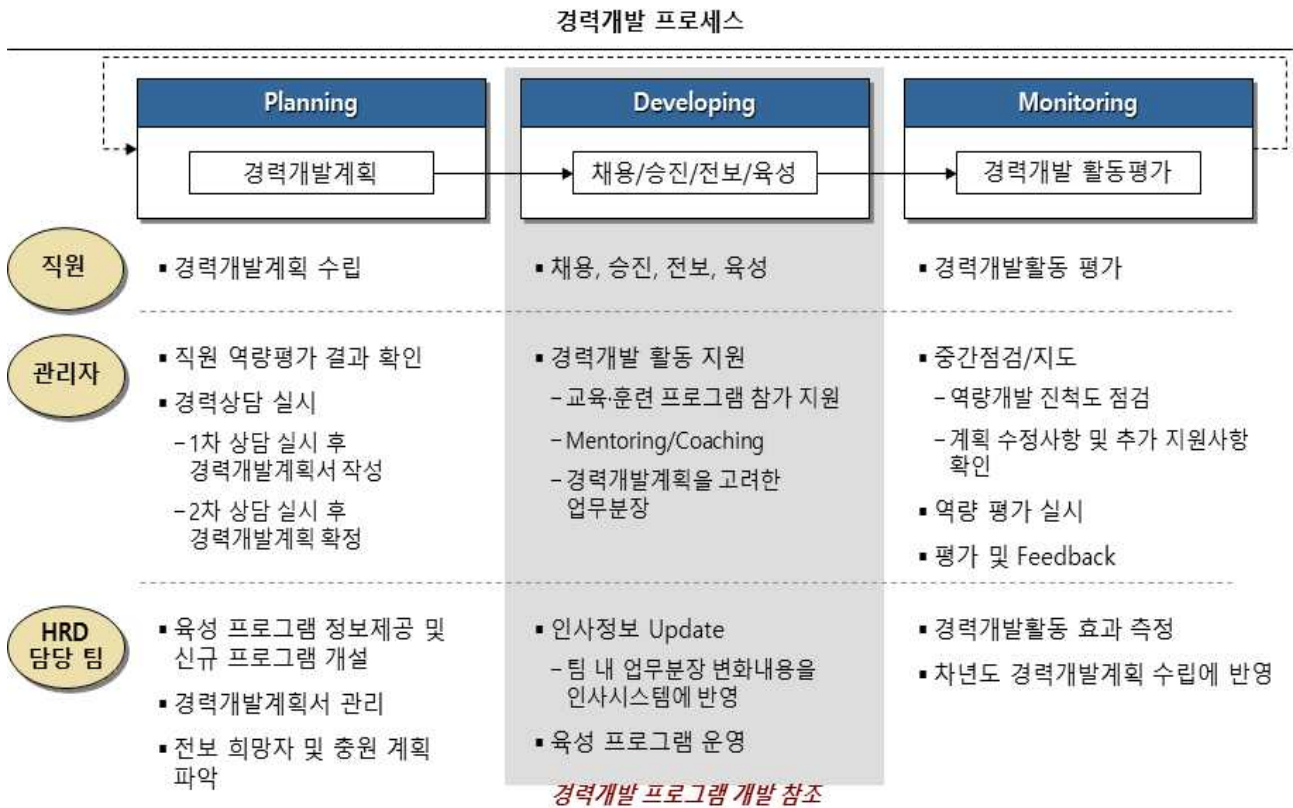 경력개발 프로세스
Planning
Developing
Monitoring
경력개발계획
채용/승진/전보/육성
경력개발 활동평가
직원
▪ 경력개발계획 수립
▪ 채용, 승진, 전보, 육성
▪ 경력개발활동 평가
관리자
▪ 직원 역량평가 결과 확인
▪ 경력상담 실시
–1차 상담 실시 후
경력개발계획서 작성
–2차 상담 실시 후
경력개발계획 확정
▪ 경력개발 활동 지원
–교육·훈련 프로그램 참가 지원
–Mentoring/Coaching
–경력개발계획을 고려한
업무분장
▪ 중간점검/지도
–역량개발 진척도 점검
–계획 수정사항 및 추가 지원사항
확인
▪ 역량 평가 실시
▪ 평가 및 Feedback
HRD
담당 팀
▪ 육성 프로그램 정보제공 및
신규 프로그램 개설
▪ 경력개발계획서 관리
▪ 전보 희망자 및 충원 계획
파악
▪ 인사정보 Update
–팀 내 업무분장 변화내용을
인사시스템에 반영
▪ 육성 프로그램 운영
경력개발 프로그램 개발 참조
▪ 경력개발활동 효과 측정
▪ 차년도 경력개발계획 수립에 반영